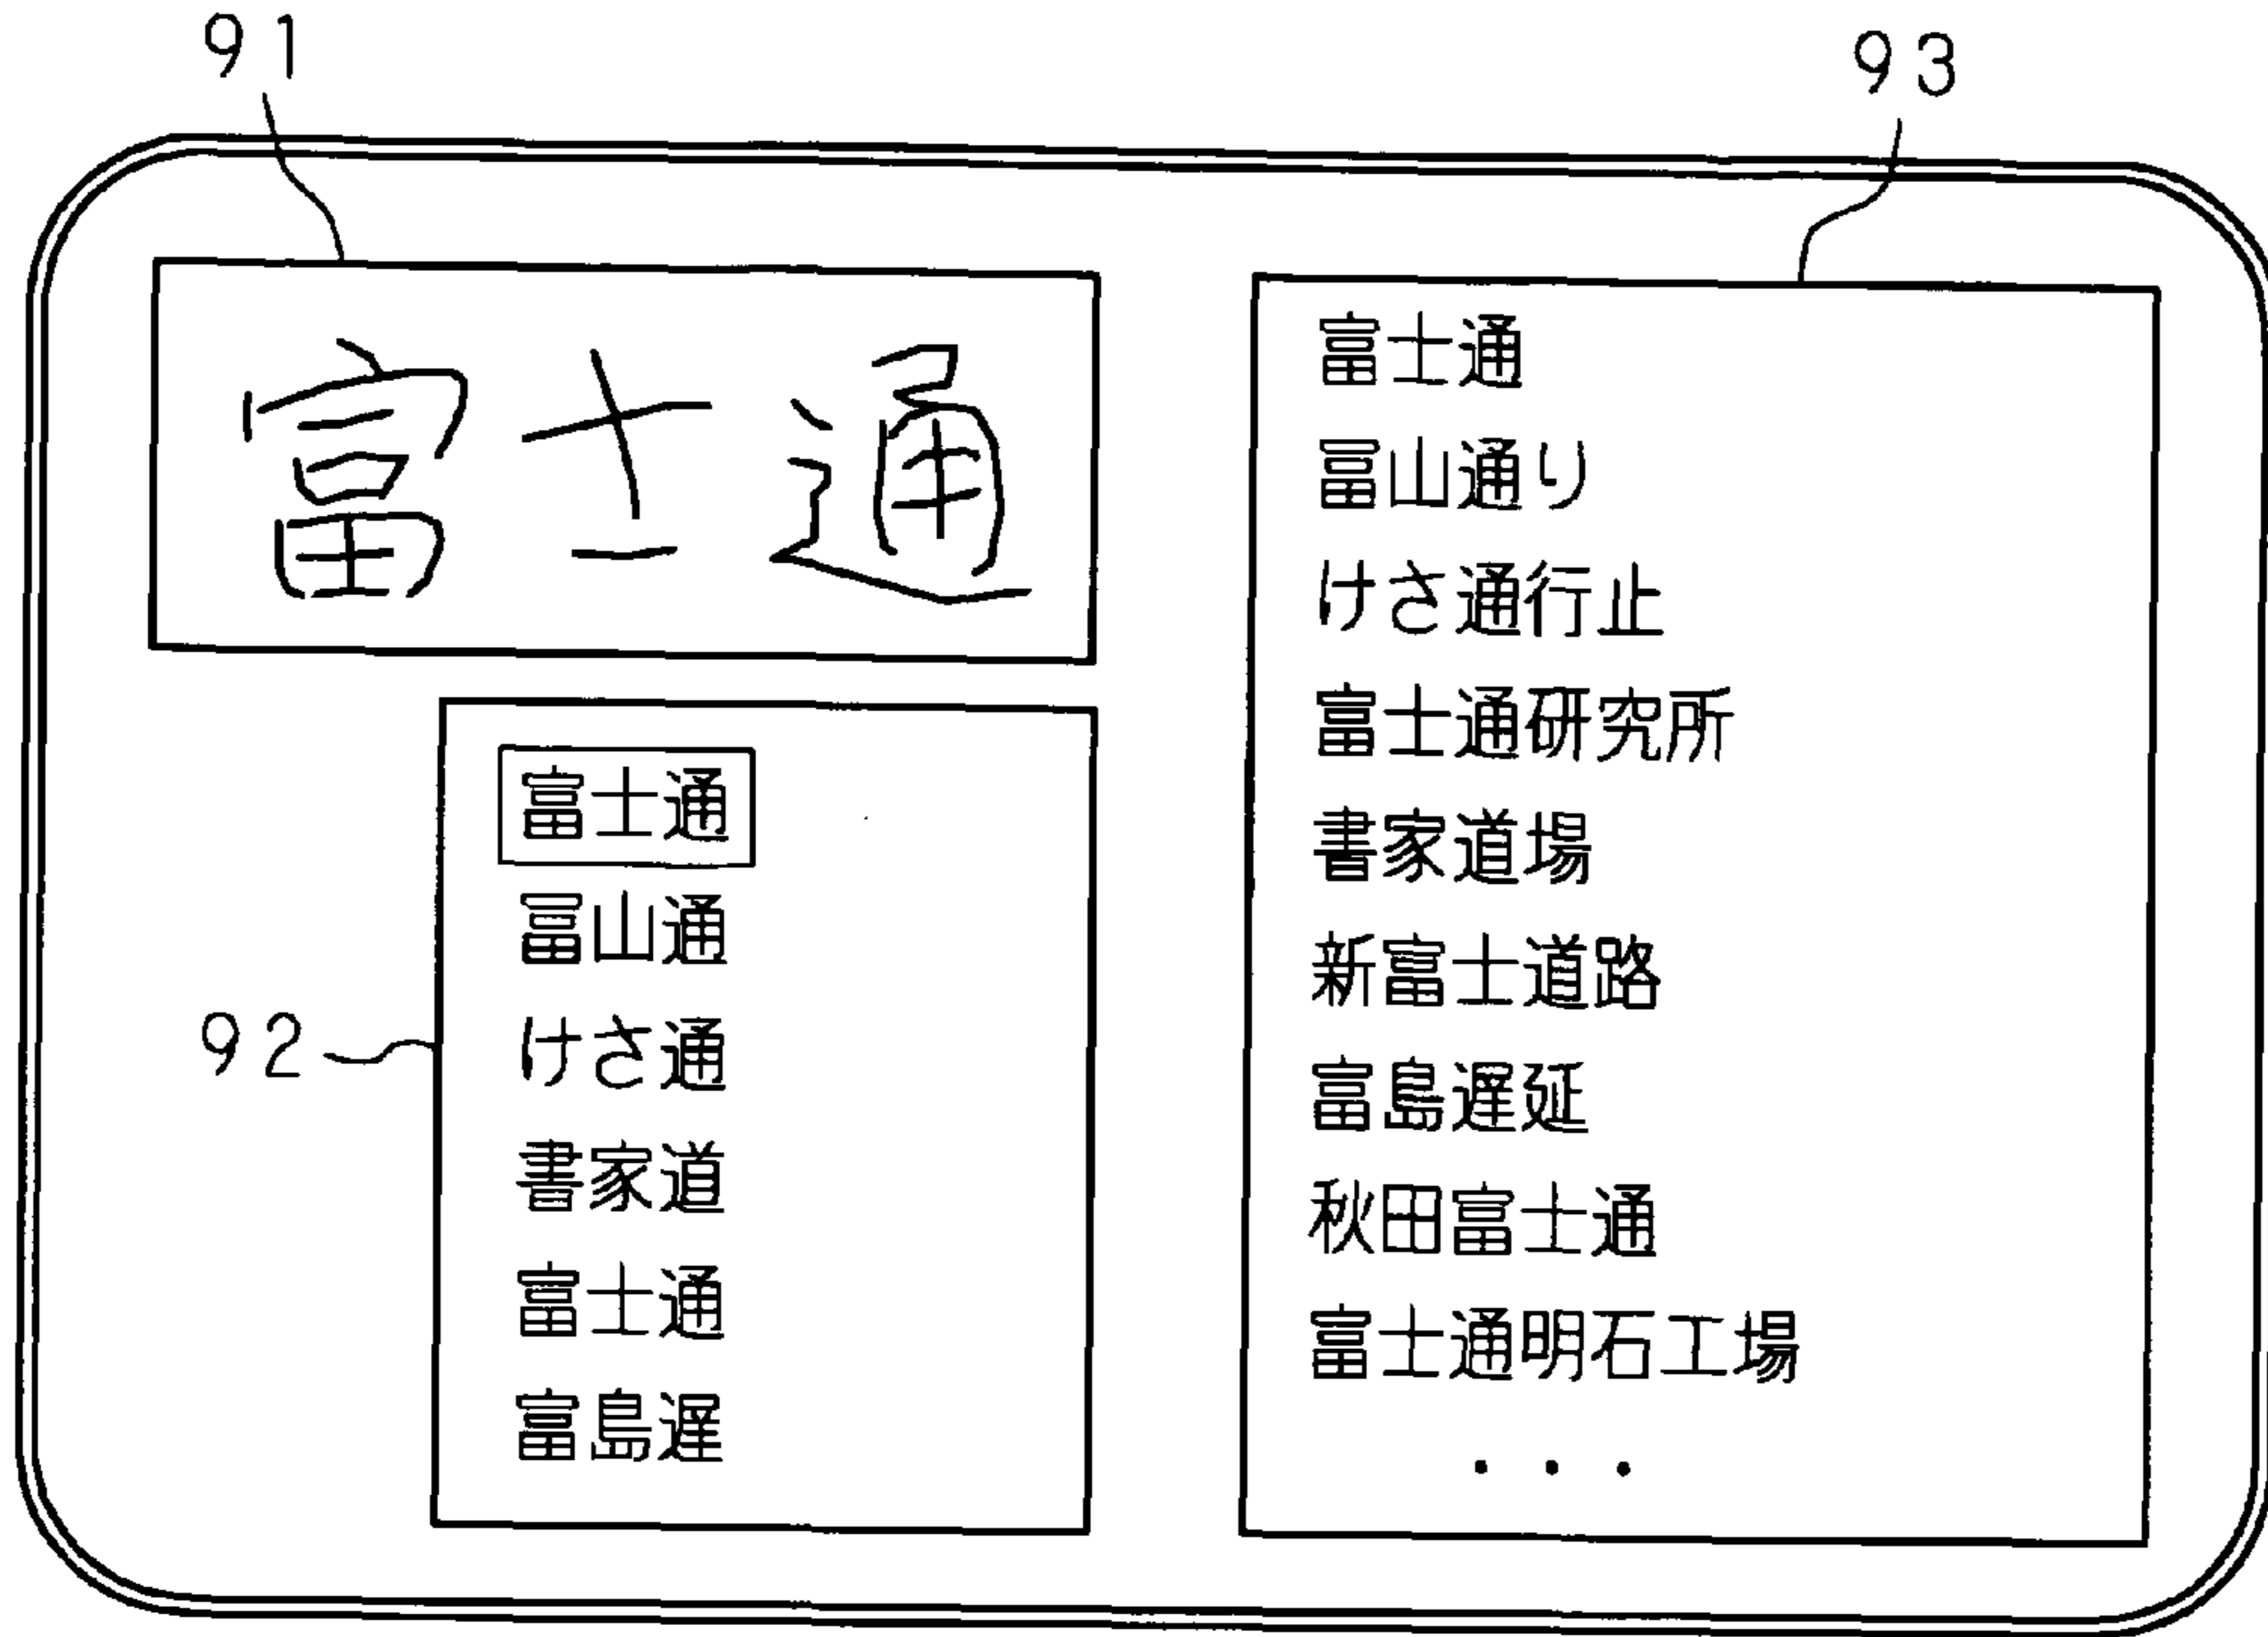 91
93
富士通
富士通
冨山通
けさ通
書家道
富士通
富島遅
92
富士通
冨山通り
けさ通行止
富士通研究所
書家道場
新富士道路
富島遅延
秋田富士通
富士通明石工場
・・・